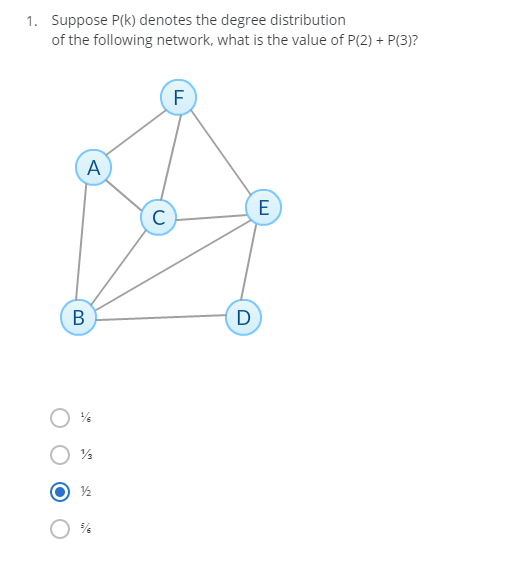 1. Suppose P(k) denotes the degree distribution
of the following network, what is the value of P(2) + P(3)?
F
A
C
E
B
D
⅙
⅓
½
⅚